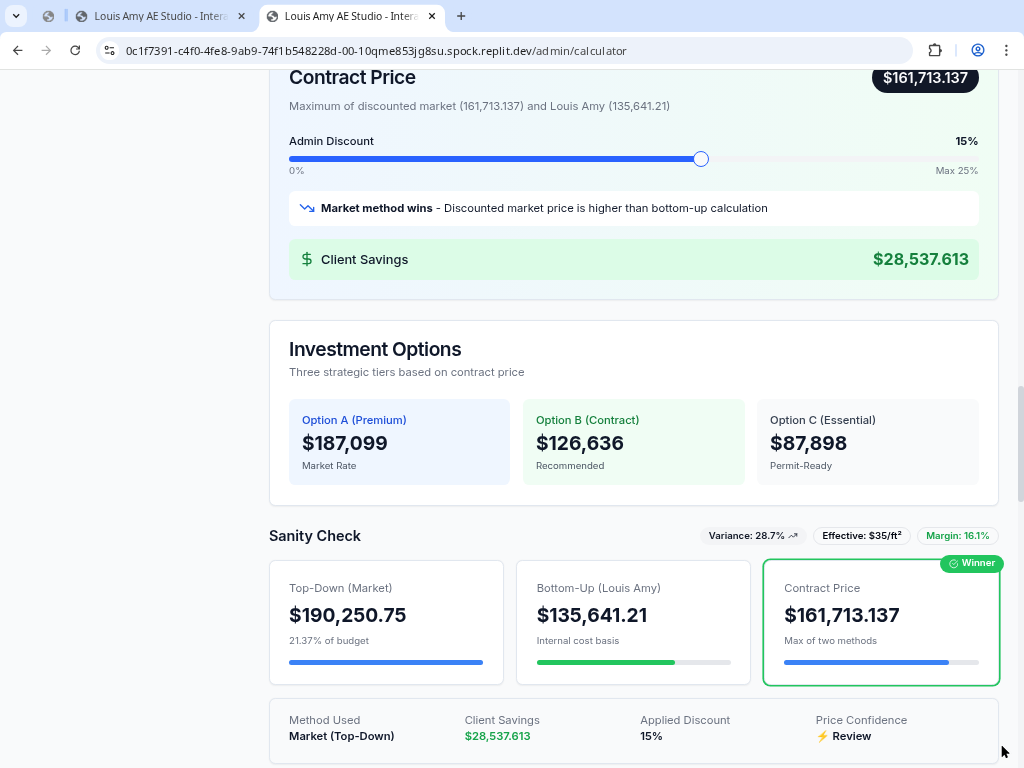 Louis Amy AE Studio - Intera
Louis Amy AE Studio - Intera
0c1f7391-c4f0-4fe8-9ab9-74f1b548228d-00-10qme853jg8su.spock.replit.dev/admin/calculator
Contract Price
$161,713.137
Maximum of discounted market (161,713.137) and Louis Amy (135,641.21)
Admin Discount
15%
0%
Max 25%
Market method wins - Discounted market price is higher than bottom-up calculation
Client Savings
$28,537.613
Investment Options
Three strategic tiers based on contract price
Option A (Premium)
$187,099
Market Rate
Option B (Contract)
$126,636
Recommended
Option C (Essential)
$87,898
Permit-Ready
Sanity Check
Variance: 28.7%
Effective: $35/ft²
Margin: 16.1%
Winner
Top-Down (Market)
$190,250.75
21.37% of budget
Bottom-Up (Louis Amy)
$135,641.21
Internal cost basis
Contract Price
$161,713.137
Max of two methods
Method Used
Market (Top-Down)
Client Savings
$28,537.613
Applied Discount
15%
Price Confidence
⚡ Review